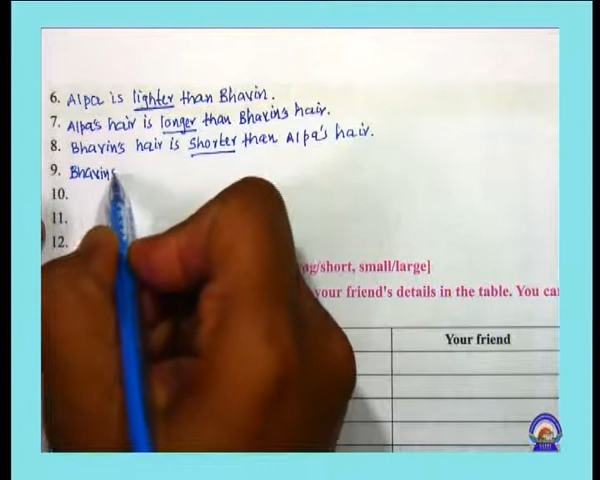 6. Alpa is lighter than Bhavin.
7. Alpa's hair is longer than Bhavin's hair.
8. Bhavin's hair is shorter than Alpa's hair.
9. Bhavins
10.
11.
12.
ng/short, small/large]
your friend's details in the table. You ca
Your friend